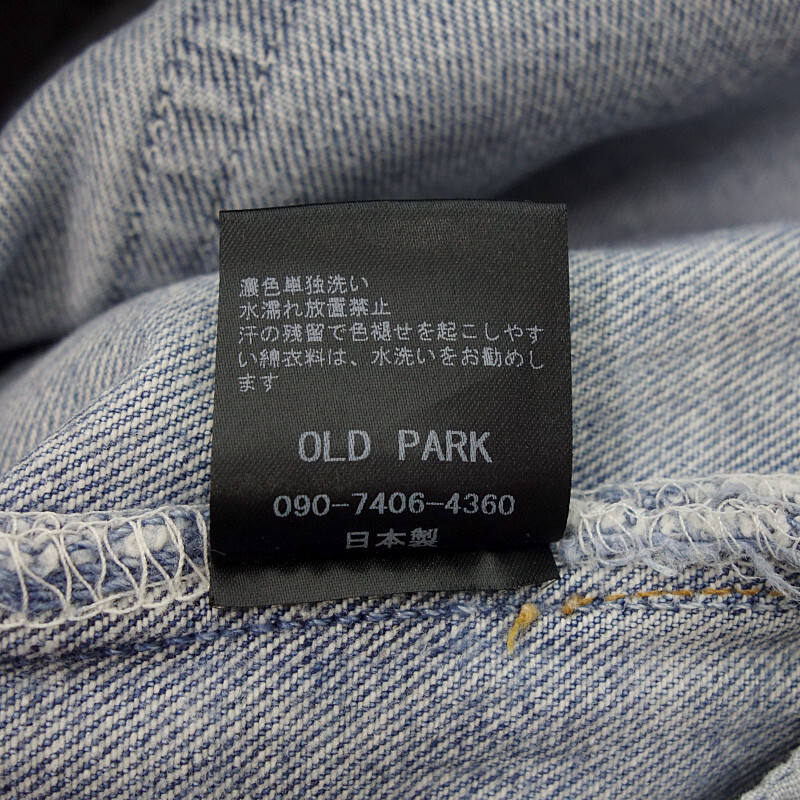 濃色単独洗い
水濡れ放置禁止
汗の残留で色褪せを起こしやす
い綿衣料は、水洗いをお勧めし
ます
OLD PARK
090-7406-4360
日本製